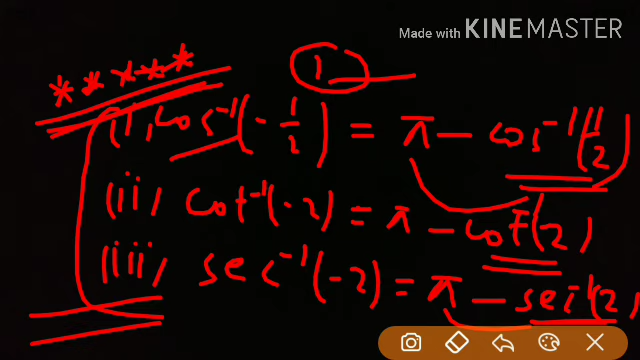 Made with KINEMASTER
*****
1
(i), cos⁻¹(-1/2) = π - cos⁻¹(1/2)
(ii), cot⁻¹(-2) = π - cot⁻¹(2)
(iii), sec⁻¹(-2) = π - sec⁻¹(2)